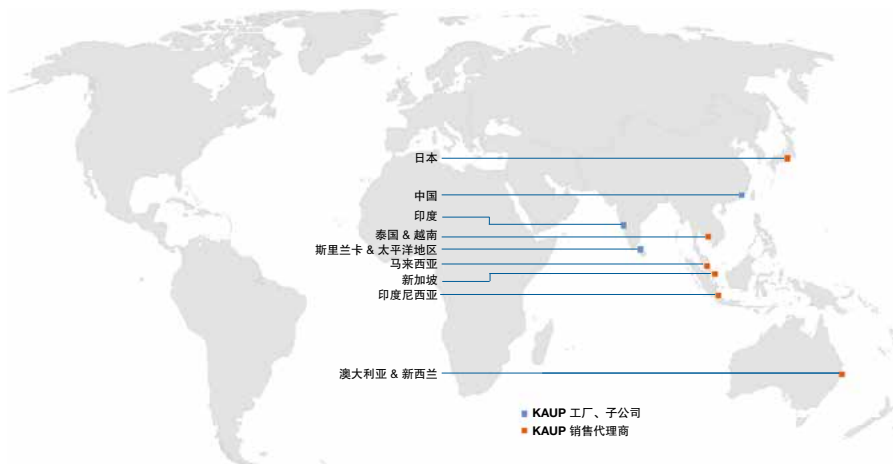 日本
中国
印度
泰国 & 越南
斯里兰卡 & 太平洋地区
马来西亚
新加坡
印度尼西亚
澳大利亚 & 新西兰
KAUP 工厂、子公司
KAUP 销售代理商